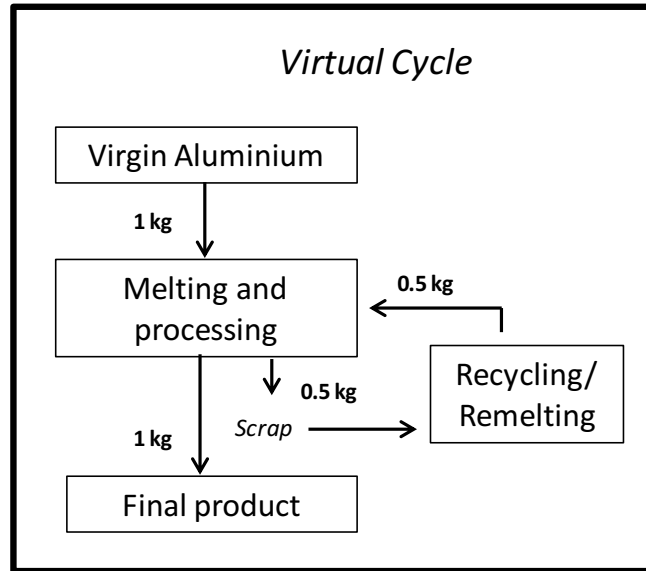 Virtual Cycle
Virgin Aluminium
1 kg
Melting and
processing
0.5 kg
0.5 kg
Scrap
Recycling/
Remelting
1 kg
Final product